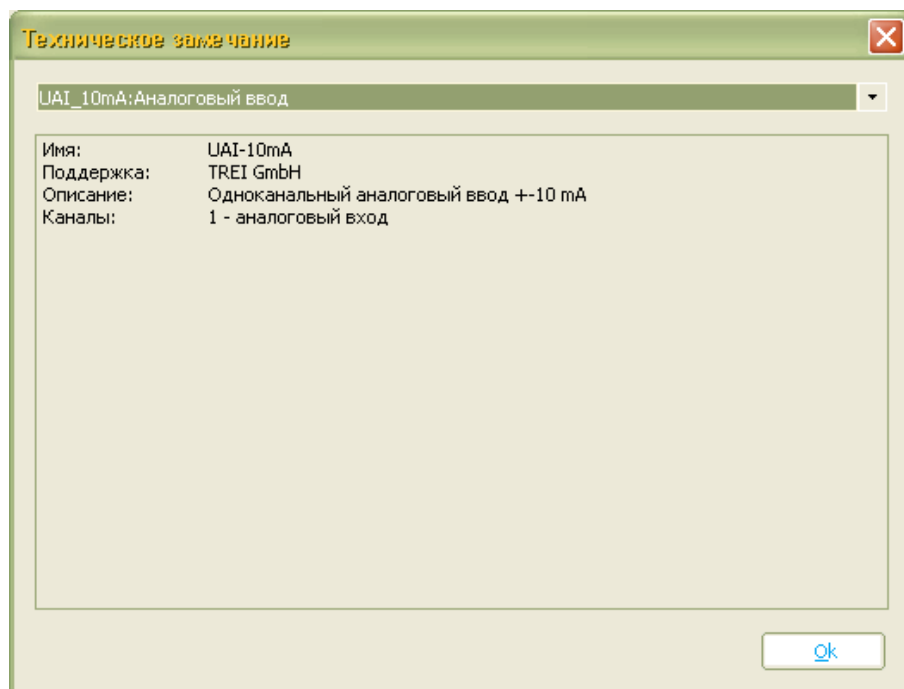 Техническое замечание
UAI_10mA:Аналоговый ввод
Имя: UAI-10mA
Поддержка: TREI GmbH
Описание: Одноканальный аналоговый ввод +-10 mA
Каналы: 1 - аналоговый вход
Ok